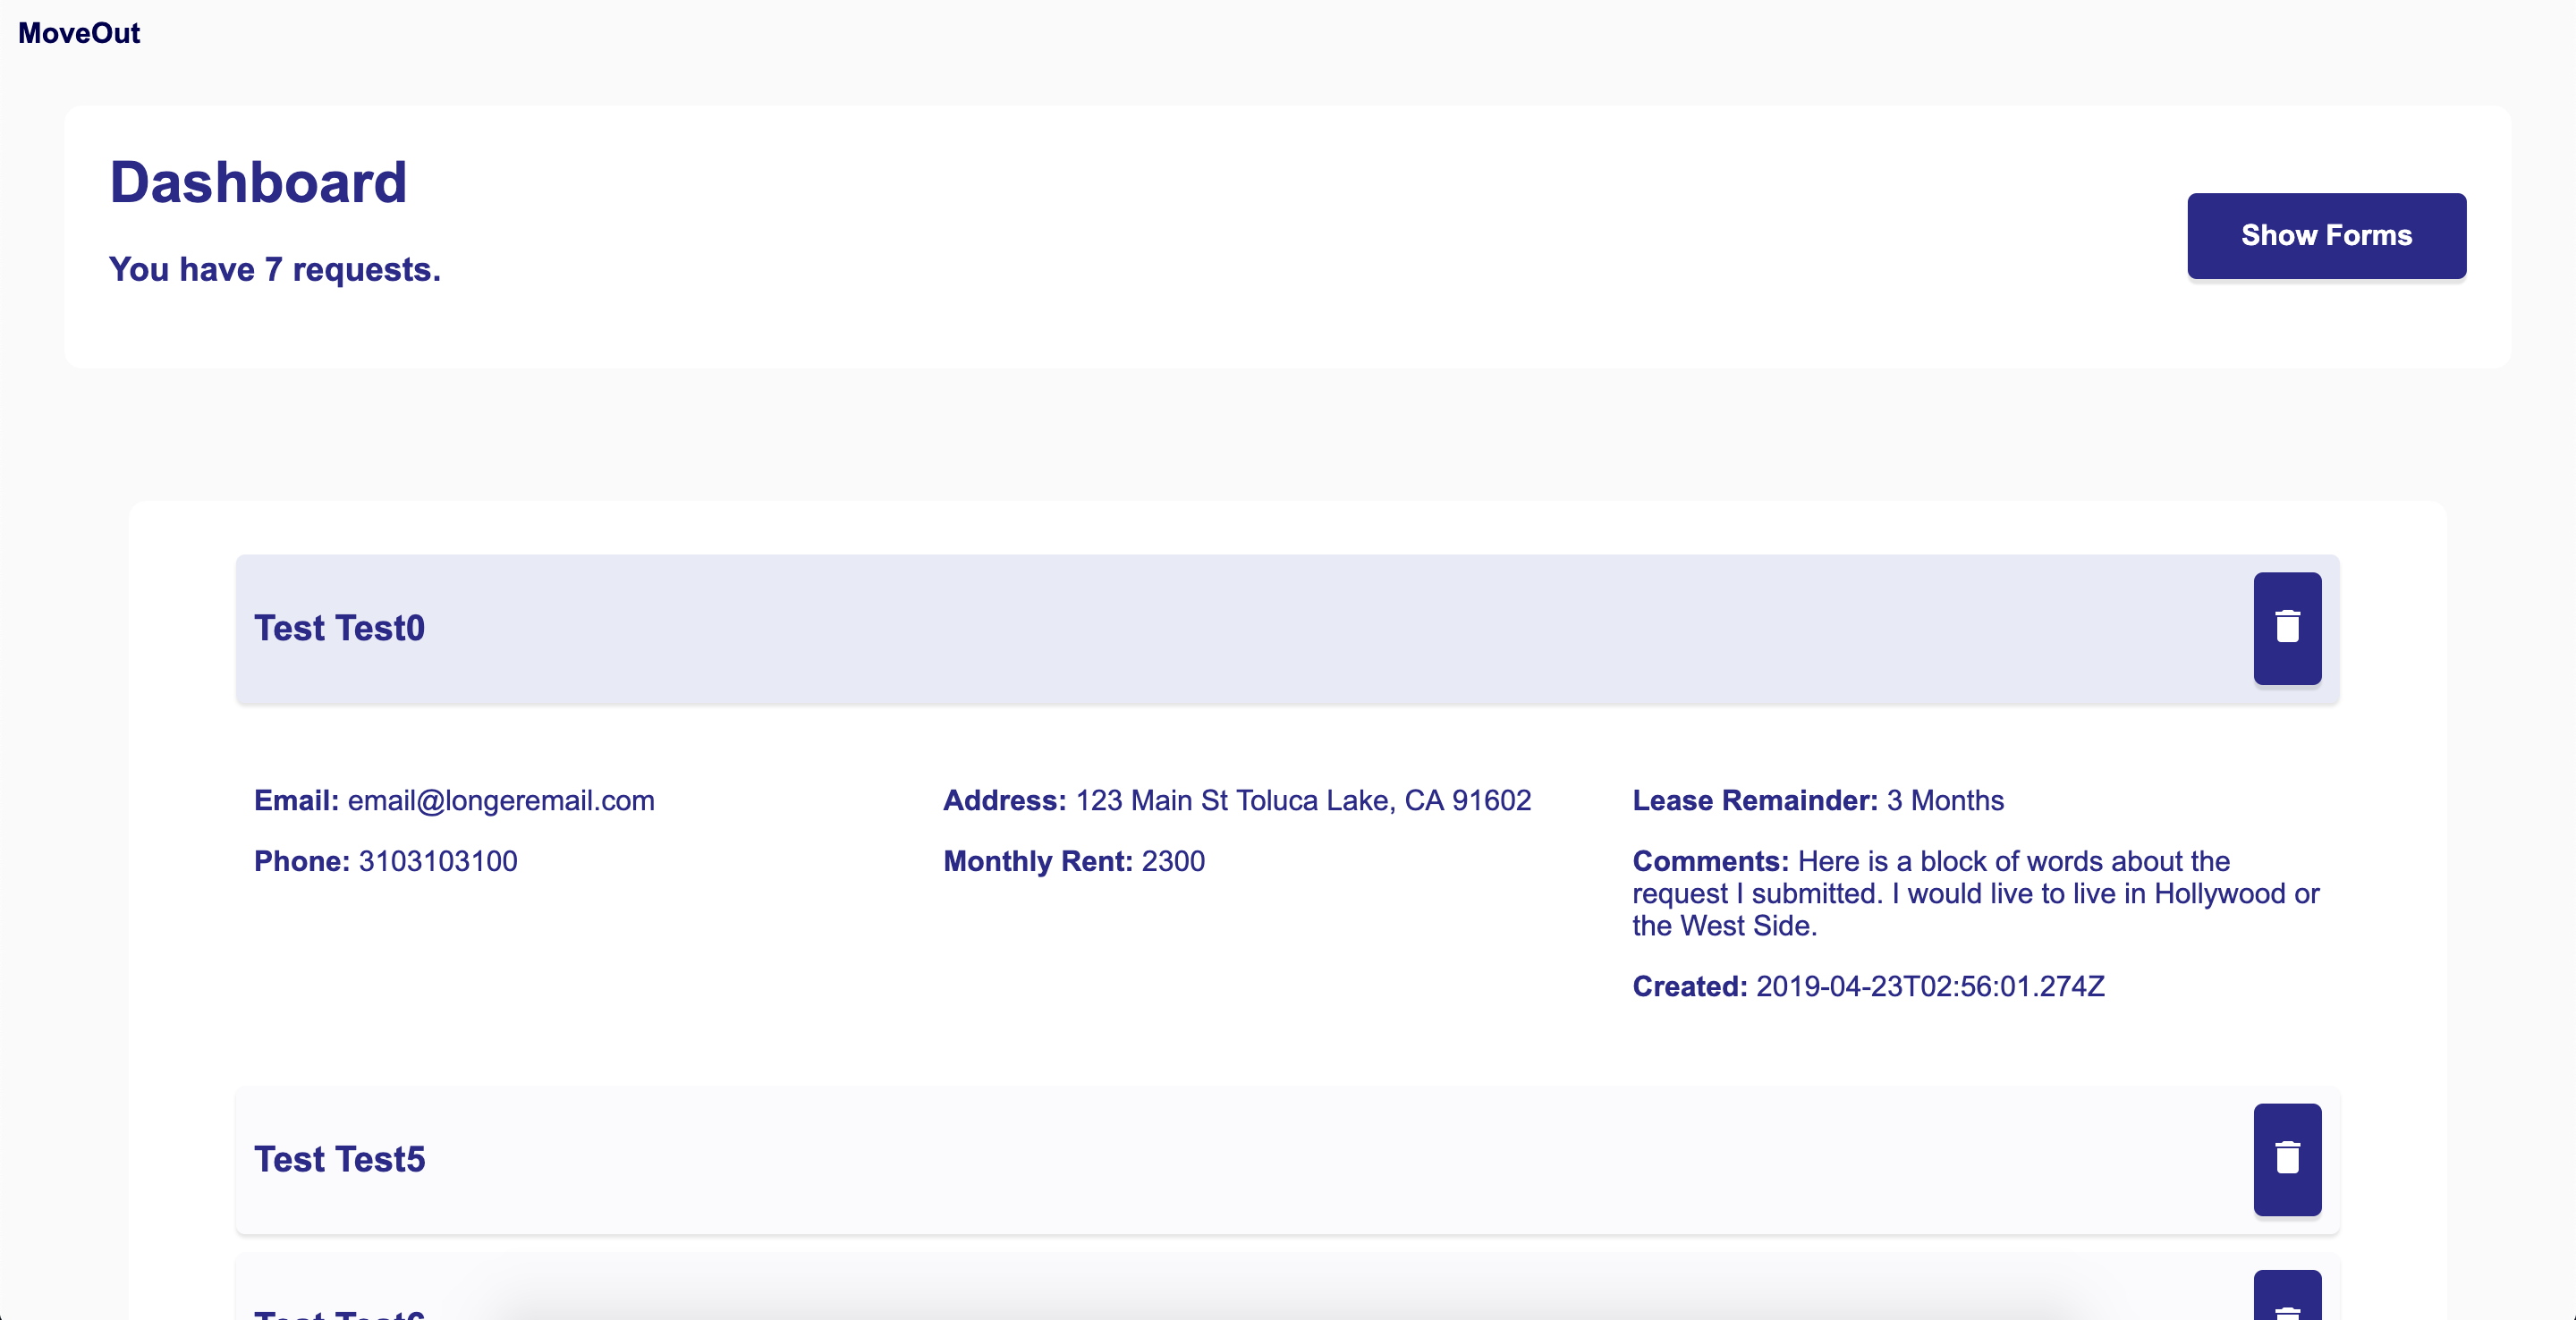 MoveOut
Dashboard
You have 7 requests.
Show Forms
Test Test0
Email: email@longeremail.com
Phone: 3103103100
Address: 123 Main St Toluca Lake, CA 91602
Monthly Rent: 2300
Lease Remainder: 3 Months
Comments: Here is a block of words about the
request I submitted. I would live to live in Hollywood or
the West Side.
Created: 2019-04-23T02:56:01.274Z
Test Test5
Test Test6